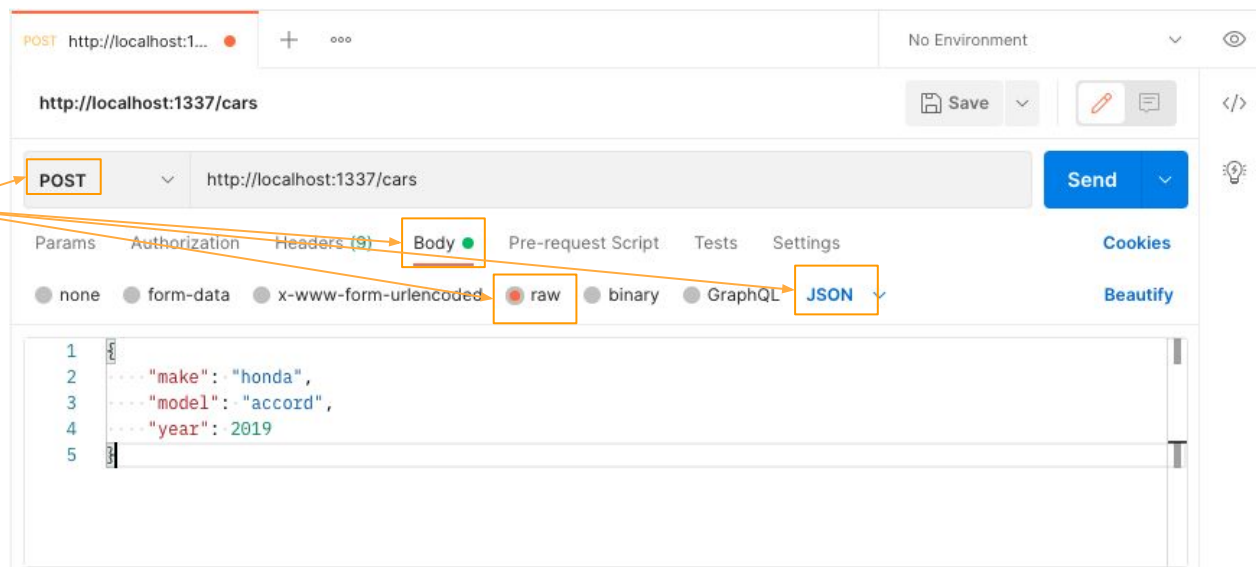 POST http://localhost:1... No Environment
http://localhost:1337/cars Save </>
POST http://localhost:1337/cars Send
Params Authorization Headers (9) Body Pre-request Script Tests Settings Cookies
none form-data x-www-form-urlencoded raw binary GraphQL JSON Beautify
1 {
2 "make": "honda",
3 "model": "accord",
4 "year": 2019
5 }